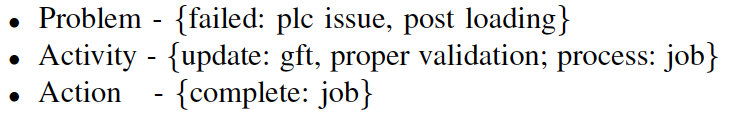 • Problem - {failed: plc issue, post loading}
• Activity - {update: gft, proper validation; process: job}
• Action - {complete: job}